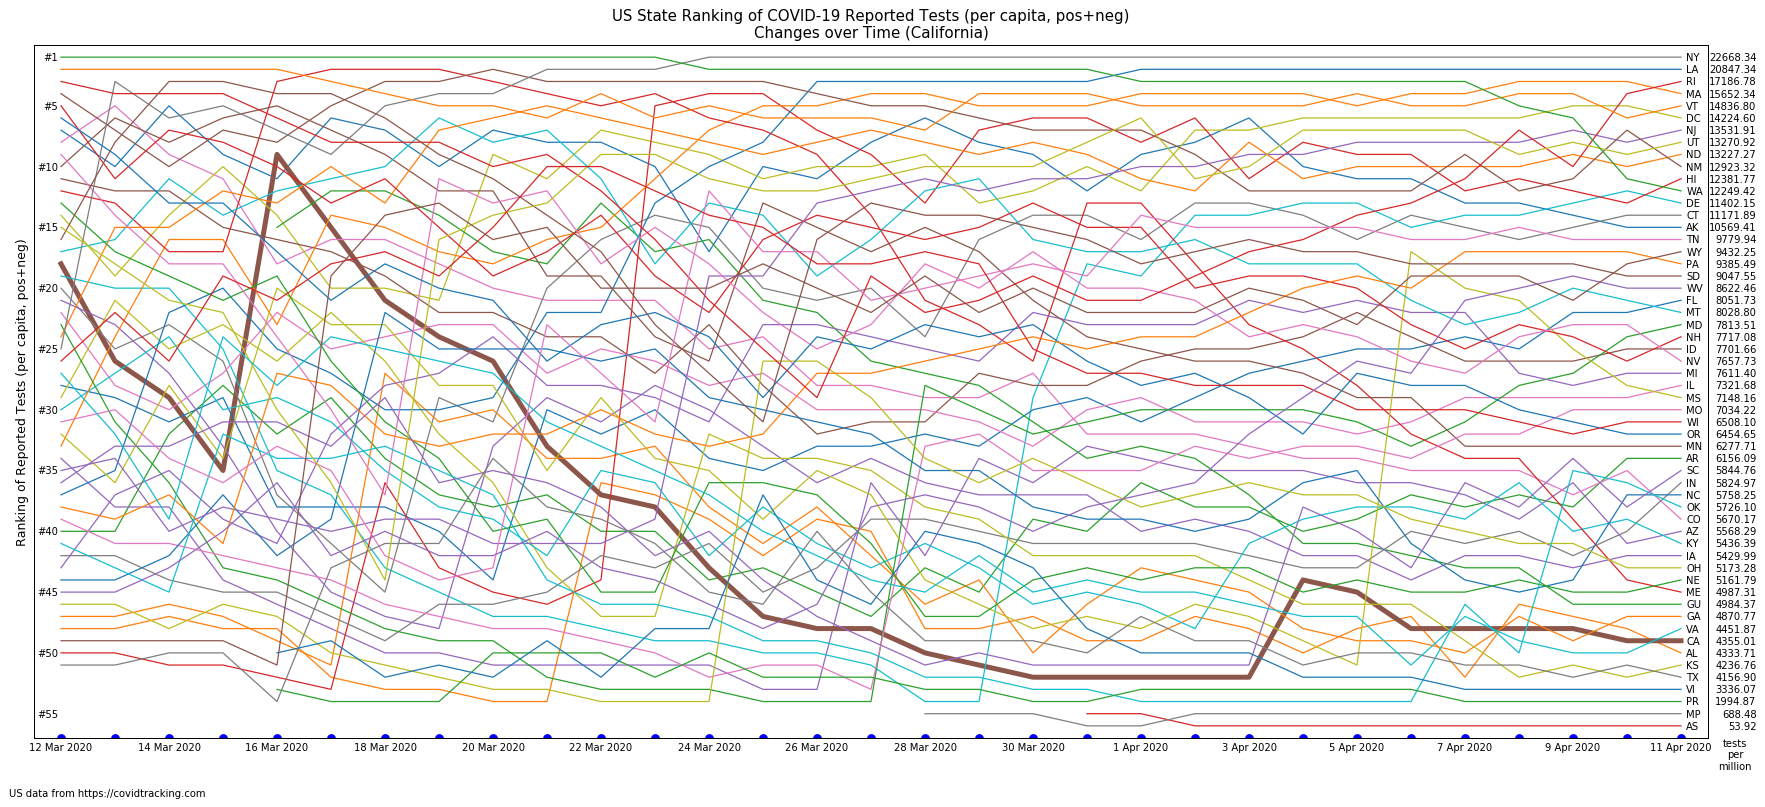 US State Ranking of COVID-19 Reported Tests (per capita, pos+neg)
Changes over Time (California)
Ranking of Reported Tests (per capita, pos+neg)
#1
#5
#10
#15
#20
#25
#30
#35
#40
#45
#50
#55
NY 22668.34
LA 20847.34
RI 17186.78
MA 15652.34
VT 14836.80
DC 14224.60
NJ 13531.91
UT 13270.92
ND 13227.27
NM 12923.32
HI 12381.77
WA 12249.42
DE 11402.15
CT 11171.89
AK 10569.41
TN 9779.94
WY 9432.25
PA 9385.49
SD 9047.55
WV 8622.46
FL 8051.73
MT 8028.80
MD 7813.51
NH 7717.08
ID 7701.66
NV 7657.73
MI 7611.40
IL 7321.68
MS 7148.16
MO 7034.22
WI 6508.10
OR 6454.65
MN 6277.71
AR 6156.09
SC 5844.76
IN 5824.97
NC 5758.25
OK 5726.10
CO 5670.17
AZ 5568.29
KY 5436.39
IA 5429.99
OH 5173.28
NE 5161.79
ME 4987.31
GU 4984.37
GA 4870.77
VA 4451.87
CA 4355.01
AL 4333.71
KS 4236.76
TX 4156.90
VI 3336.07
PR 1994.87
MP 688.48
AS 53.92
12 Mar 2020 14 Mar 2020 16 Mar 2020 18 Mar 2020 20 Mar 2020 22 Mar 2020 24 Mar 2020 26 Mar 2020 28 Mar 2020 30 Mar 2020 1 Apr 2020 3 Apr 2020 5 Apr 2020 7 Apr 2020 9 Apr 2020 11 Apr 2020
tests
per
million
US data from https://covidtracking.com